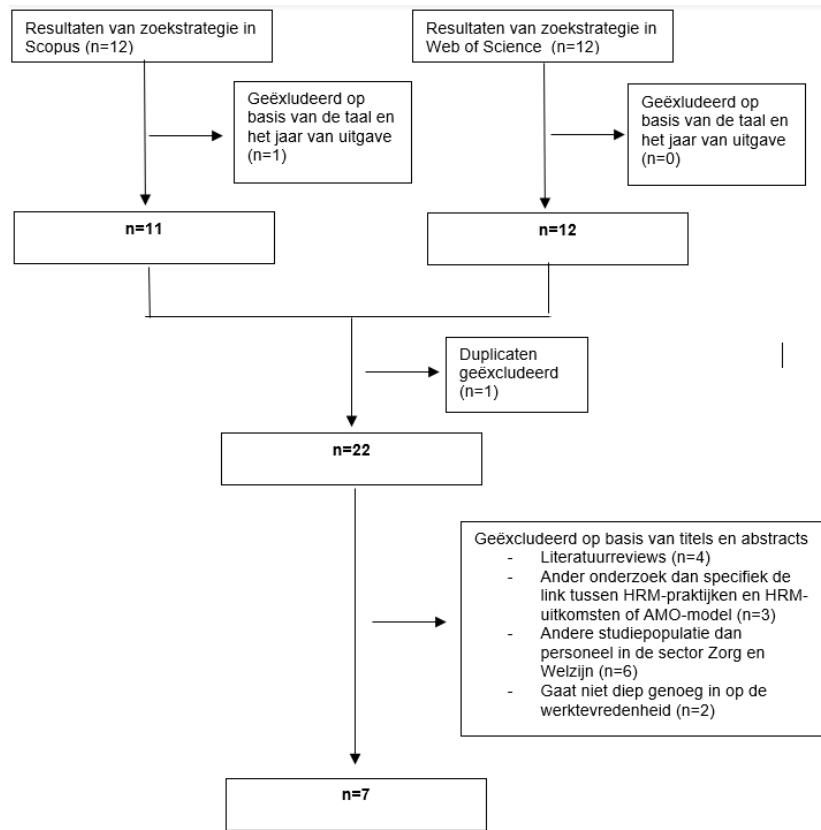 Resultaten van zoekstrategie in
Scopus (n=12)
Resultaten van zoekstrategie in
Web of Science  (n=12)
Geëxludeerd op
basis van de taal en
het jaar van uitgave
(n=1)
Geëxludeerd op
basis van de taal en
het jaar van uitgave
(n=0)
n=11
n=12
Duplicaten
geëxcludeerd
(n=1)
n=22
Geëxcludeerd op basis van titels en abstracts
- Literatuurreviews (n=4)
- Ander onderzoek dan specifiek de
link tussen HRM-praktijken en HRM-
uitkomsten of AMO-model (n=3)
- Andere studiepopulatie dan
personeel in de sector Zorg en
Welzijn (n=6)
- Gaat niet diep genoeg in op de
werktevredenheid (n=2)
n=7